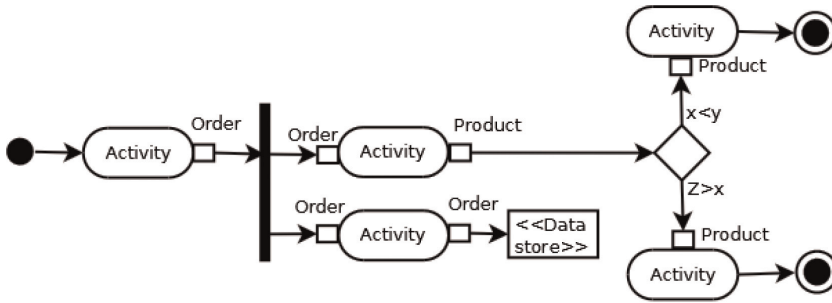 Activity
Product
x<y
Order
Activity
Order
Activity
Product
Order
Activity
Order
<<Data
store>>
Z>x
Product
Activity